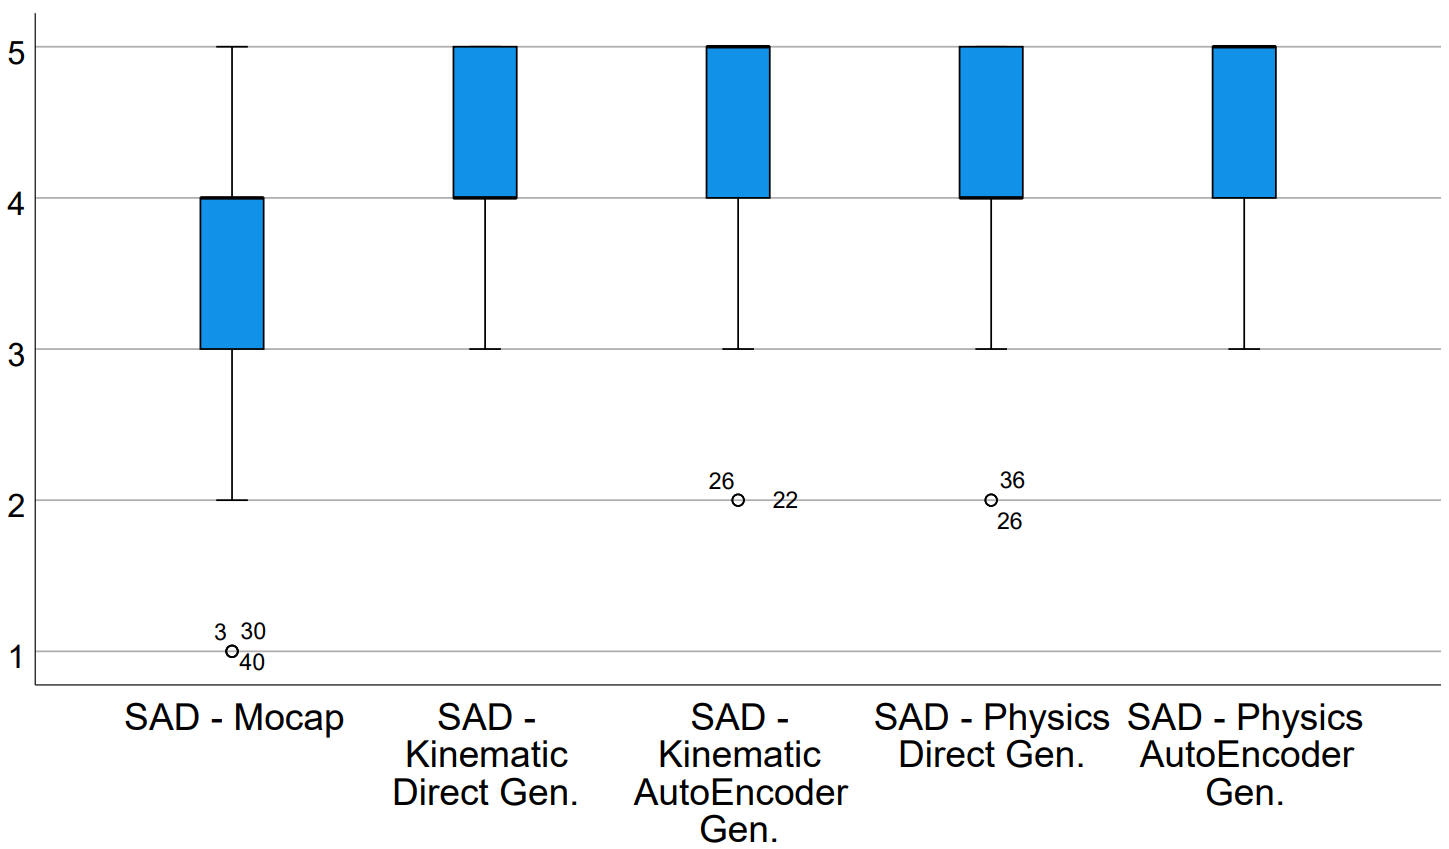 5
4
3
2
1
26
22
36
26
3 30
40
SAD - Mocap
SAD -
Kinematic
Direct Gen.
SAD -
Kinematic
AutoEncoder
Gen.
SAD - Physics
Direct Gen.
SAD - Physics
AutoEncoder
Gen.